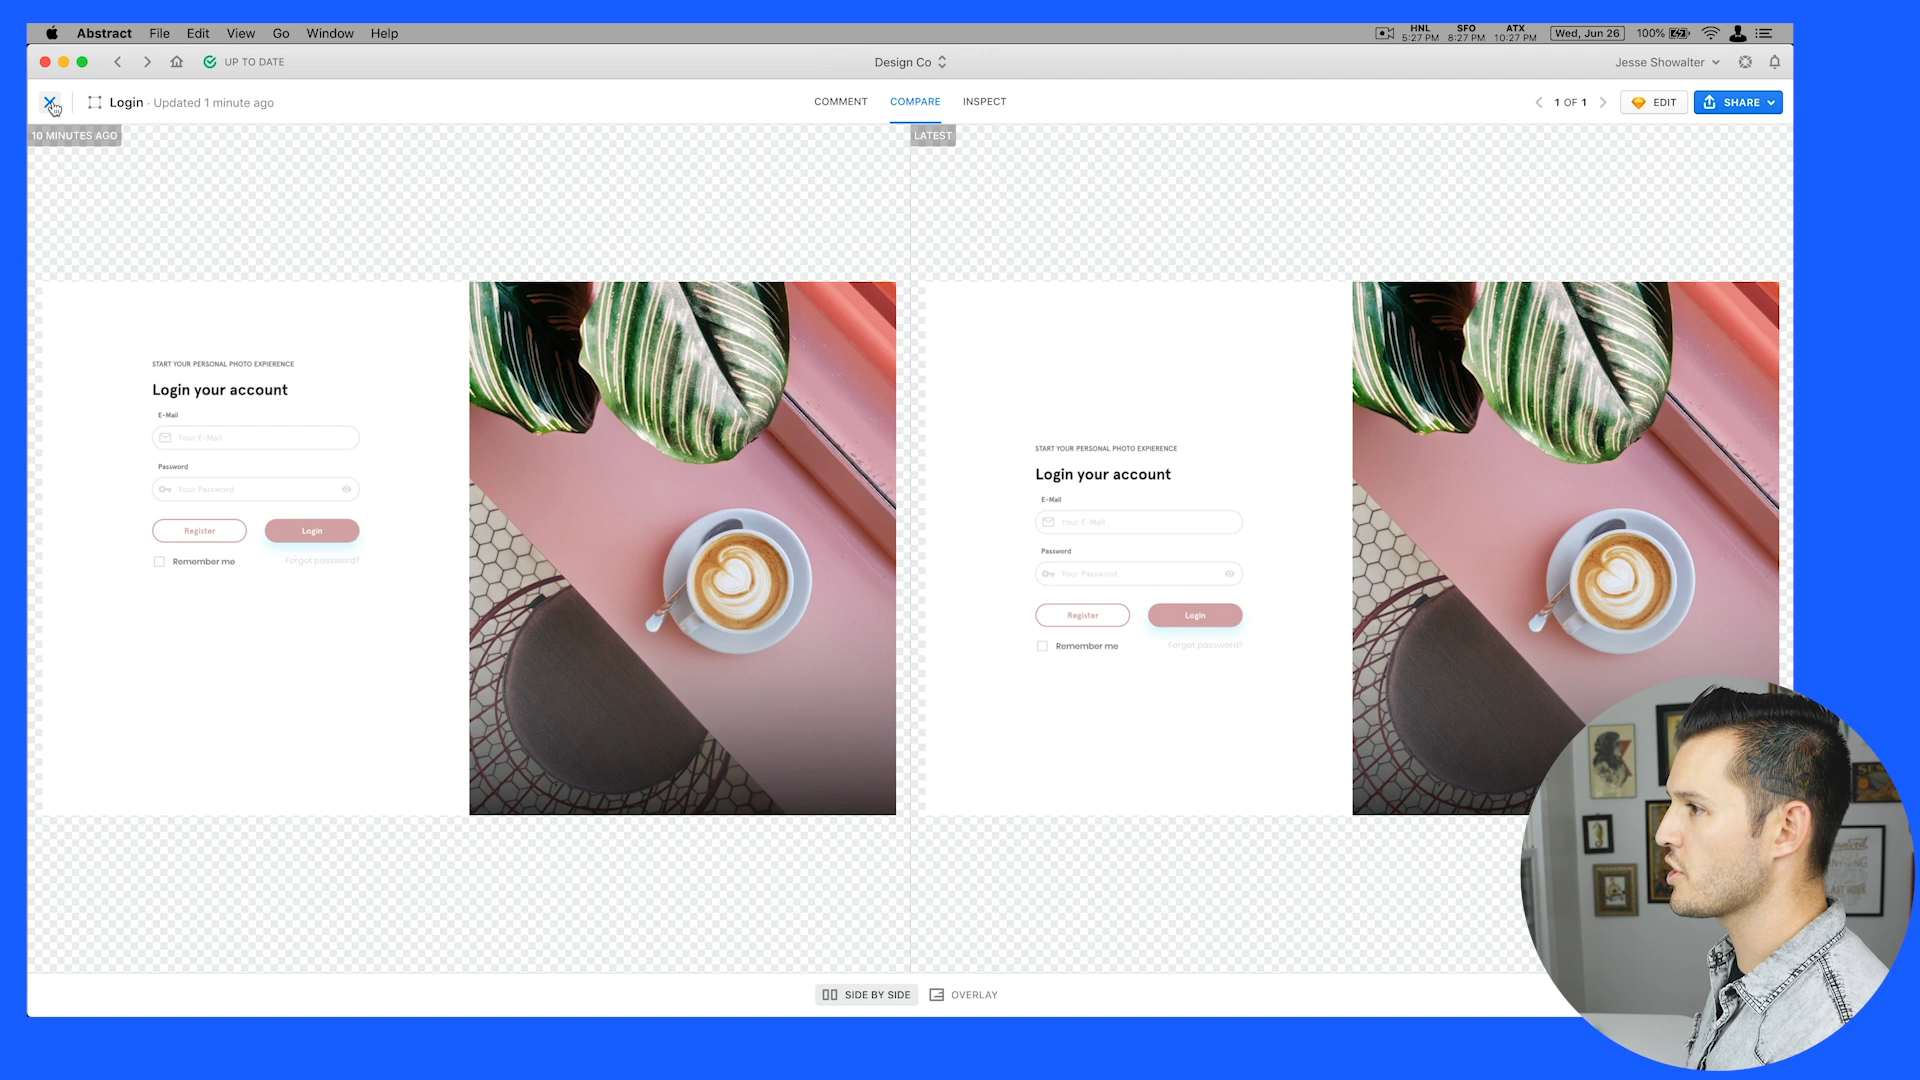 Abstract File Edit View Go Window Help
HNL SFO ATX
5:27 PM 8:27 PM 10:27 PM Wed, Jun 26 100%
UP TO DATE
Design Co
Jesse Showalter
Login · Updated 1 minute ago
COMMENT COMPARE INSPECT
1 OF 1 EDIT SHARE
10 MINUTES AGO
LATEST
START YOUR PERSONAL PHOTO EXPIERENCE
Login your account
E-Mail
Your E-Mail
Password
Your Password
Register Login
Remember me Forgot password?
START YOUR PERSONAL PHOTO EXPIERENCE
Login your account
E-Mail
Your E-Mail
Password
Your Password
Register Login
Remember me Forgot password?
SIDE BY SIDE OVERLAY